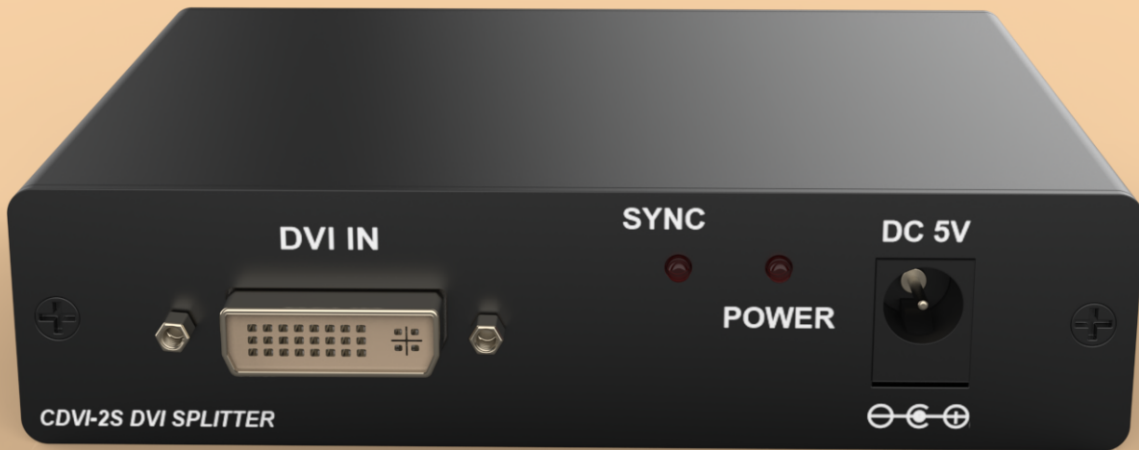 DVI IN
SYNC
POWER
DC 5V
CDVI-2S DVI SPLITTER